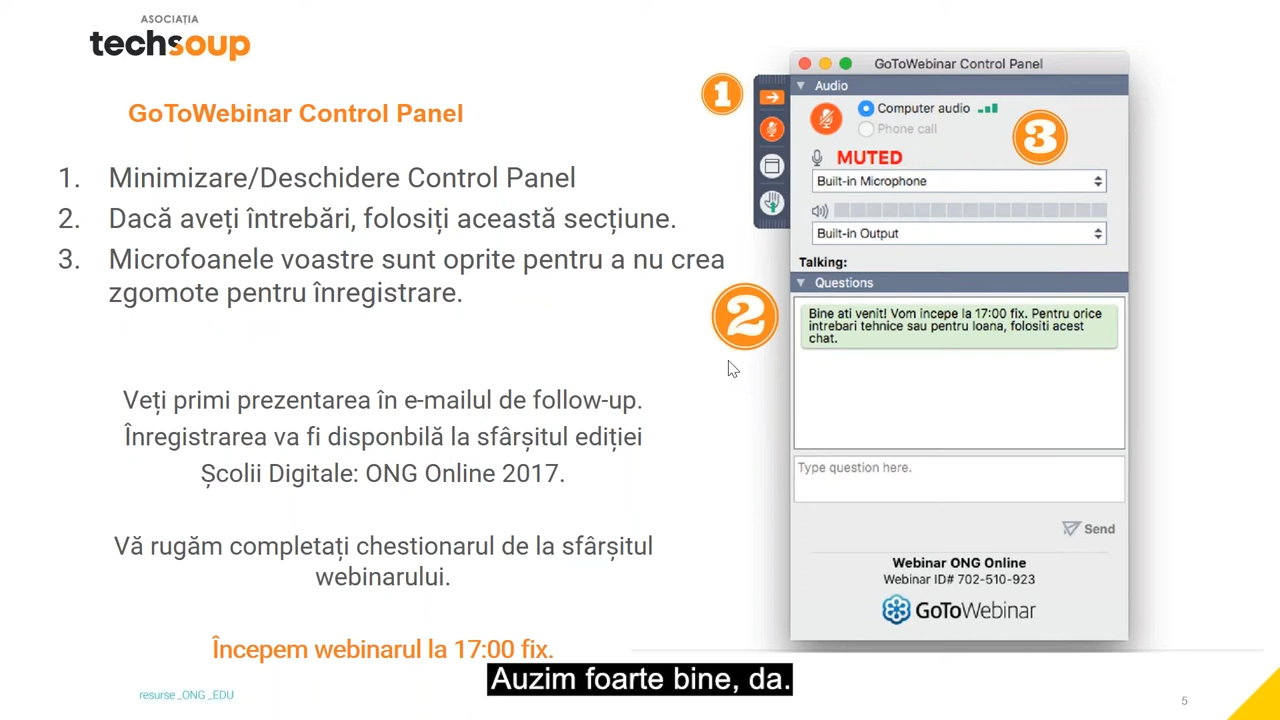 ASOCIAȚIA
techsoup
GoToWebinar Control Panel
1. Minimizare/Deschidere Control Panel
2. Dacă aveți întrebări, folosiți această secțiune.
3. Microfoanele voastre sunt oprite pentru a nu crea
zgomote pentru înregistrare.
Veți primi prezentarea în e-mailul de follow-up.
Înregistrarea va fi disponbilă la sfârșitul ediției
Școlii Digitale: ONG Online 2017.
Vă rugăm completați chestionarul de la sfârșitul
webinarului.
Începem webinarul la 17:00 fix.
resurse_ONG_EDU
1
2
3
GoToWebinar Control Panel
Audio
Computer audio
Phone call
MUTED
Built-in Microphone
Built-in Output
Talking:
Questions
Bine ati venit! Vom incepe la 17:00 fix. Pentru orice
intrebari tehnice sau pentru Ioana, folositi acest
chat.
Type question here.
Send
Webinar ONG Online
Webinar ID# 702-510-923
GoToWebinar
Auzim foarte bine, da.
5